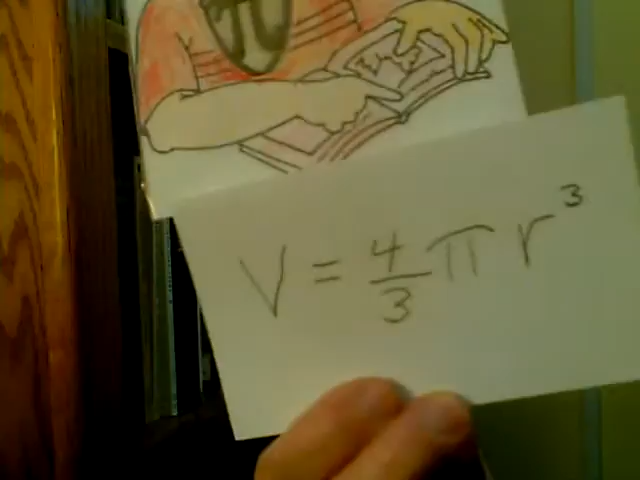 π
V = 4/3 π r³